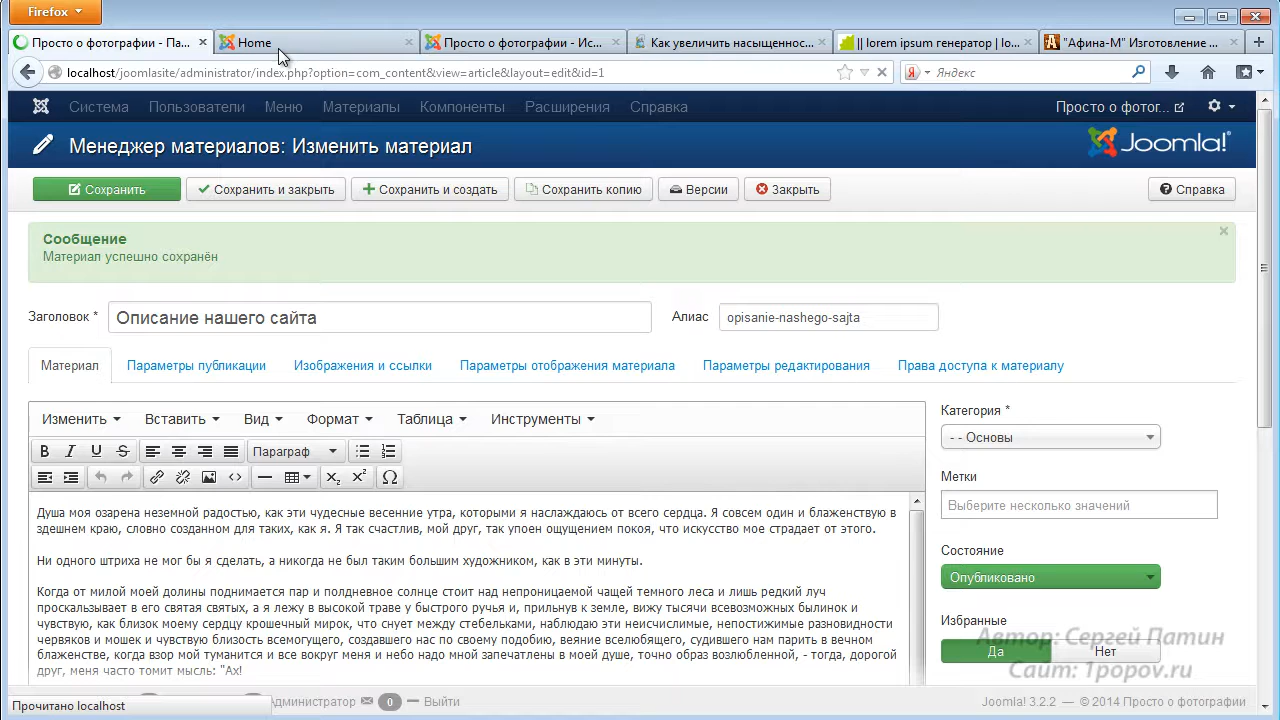 Firefox
Просто о фотографии - Па...
Home
Просто о фотографии - Ис...
Как увеличить насыщеннос...
|| lorem ipsum генератор | lo...
"Афина-М" Изготовление ...
localhost/joomlasite/administrator/index.php?option=com_content&view=article&layout=edit&id=1
Яндекс
Система Пользователи Меню Материалы Компоненты Расширения Справка
Просто о фотог...
Менеджер материалов: Изменить материал
Joomla!
Сохранить
Сохранить и закрыть
Сохранить и создать
Сохранить копию
Версии
Закрыть
Справка
Сообщение
Материал успешно сохранён
Заголовок *
Описание нашего сайта
Алиас
opisanie-nashego-sajta
Материал
Параметры публикации
Изображения и ссылки
Параметры отображения материала
Параметры редактирования
Права доступа к материалу
Изменить Вставить Вид Формат Таблица Инструменты
Параграф
Душа моя озарена неземной радостью, как эти чудесные весенние утра, которыми я наслаждаюсь от всего сердца. Я совсем один и блаженствую в
здешнем краю, словно созданном для таких, как я. Я так счастлив, мой друг, так упоен ощущением покоя, что искусство мое страдает от этого.
Ни одного штриха не мог бы я сделать, а никогда не был таким большим художником, как в эти минуты.
Когда от милой моей долины поднимается пар и полдневное солнце стоит над непроницаемой чащей темного леса и лишь редкий луч
проскальзывает в его святая святых, а я лежу в высокой траве у быстрого ручья и, прильнув к земле, вижу тысячи всевозможных былинок и
чувствую, как близок моему сердцу крошечный мирок, что снует между стебельками, наблюдаю эти неисчислимые, непостижимые разновидности
червяков и мошек и чувствую близость всемогущего, создавшего нас по своему подобию, веяние вселюбящего, судившего нам парить в вечном
блаженстве, когда взор мой туманится и все вокруг меня и небо надо мной запечатлены в моей душе, точно образ возлюбленной, - тогда, дорогой
друг, меня часто томит мысль: "Ах!
Категория *
- - Основы
Метки
Выберите несколько значений
Состояние
Опубликовано
Избранные
Да
Нет
Автор: Сергей Патин
Сайт: 1popov.ru
Прочитано localhost
Администратор
0
Выйти
Joomla! 3.2.2 — © 2014 Просто о фотографии